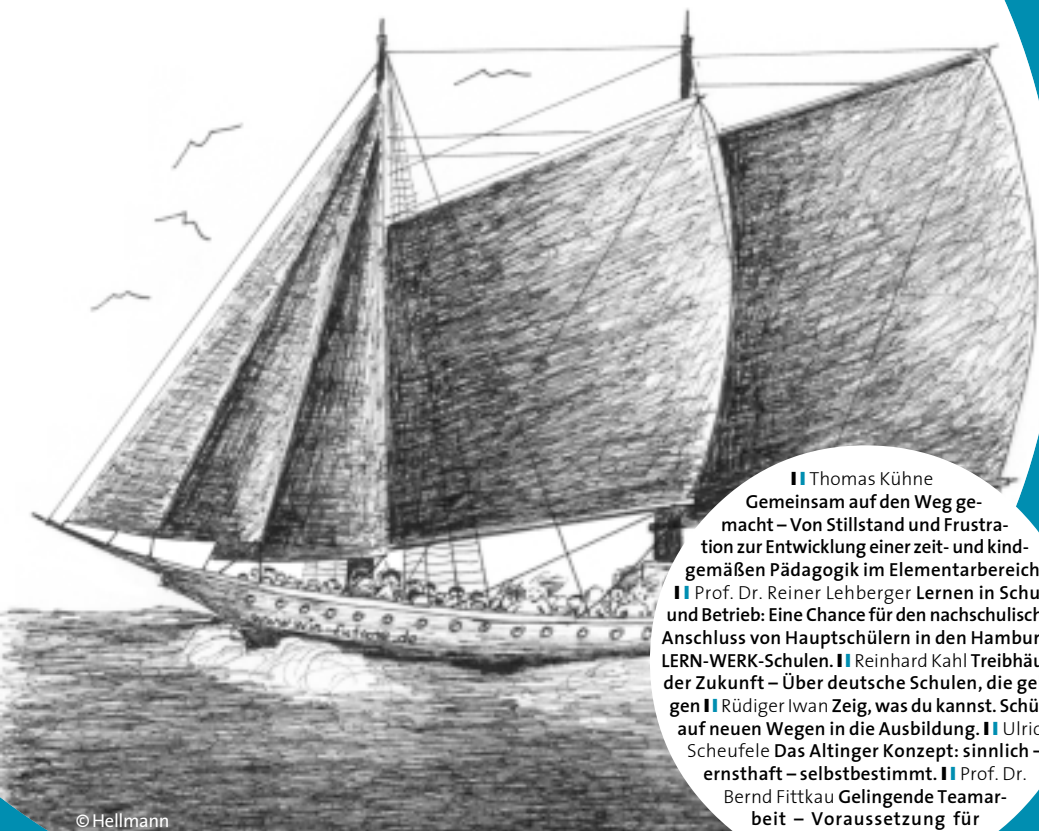 Thomas Kühne
Gemeinsam auf den Weg ge-
macht – Von Stillstand und Frustra-
tion zur Entwicklung einer zeit- und kind-
gemäßen Pädagogik im Elementarbereich
Prof. Dr. Reiner Lehberger Lernen in Schu
und Betrieb: Eine Chance für den nachschulisch
Anschluss von Hauptschülern in den Hambur
LERN-WERK-Schulen. Reinhard Kahl Treibhäu
der Zukunft – Über deutsche Schulen, die ge
gen Rüdiger Iwan Zeig, was du kannst. Schü
auf neuen Wegen in die Ausbildung. Ulric
Scheufele Das Altinger Konzept: sinnlich –
ernsthaft – selbstbestimmt. Prof. Dr.
Bernd Fittkau Gelingende Teamar-
beit – Voraussetzung für
© Hellmann